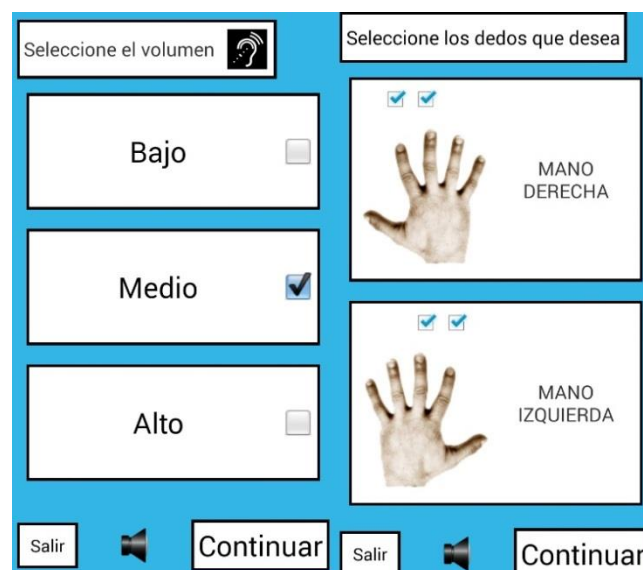 Seleccione el volumen
Bajo
Medio
Alto
Salir
Continuar
Seleccione los dedos que desea
MANO
DERECHA
MANO
IZQUIERDA
Salir
Continuar